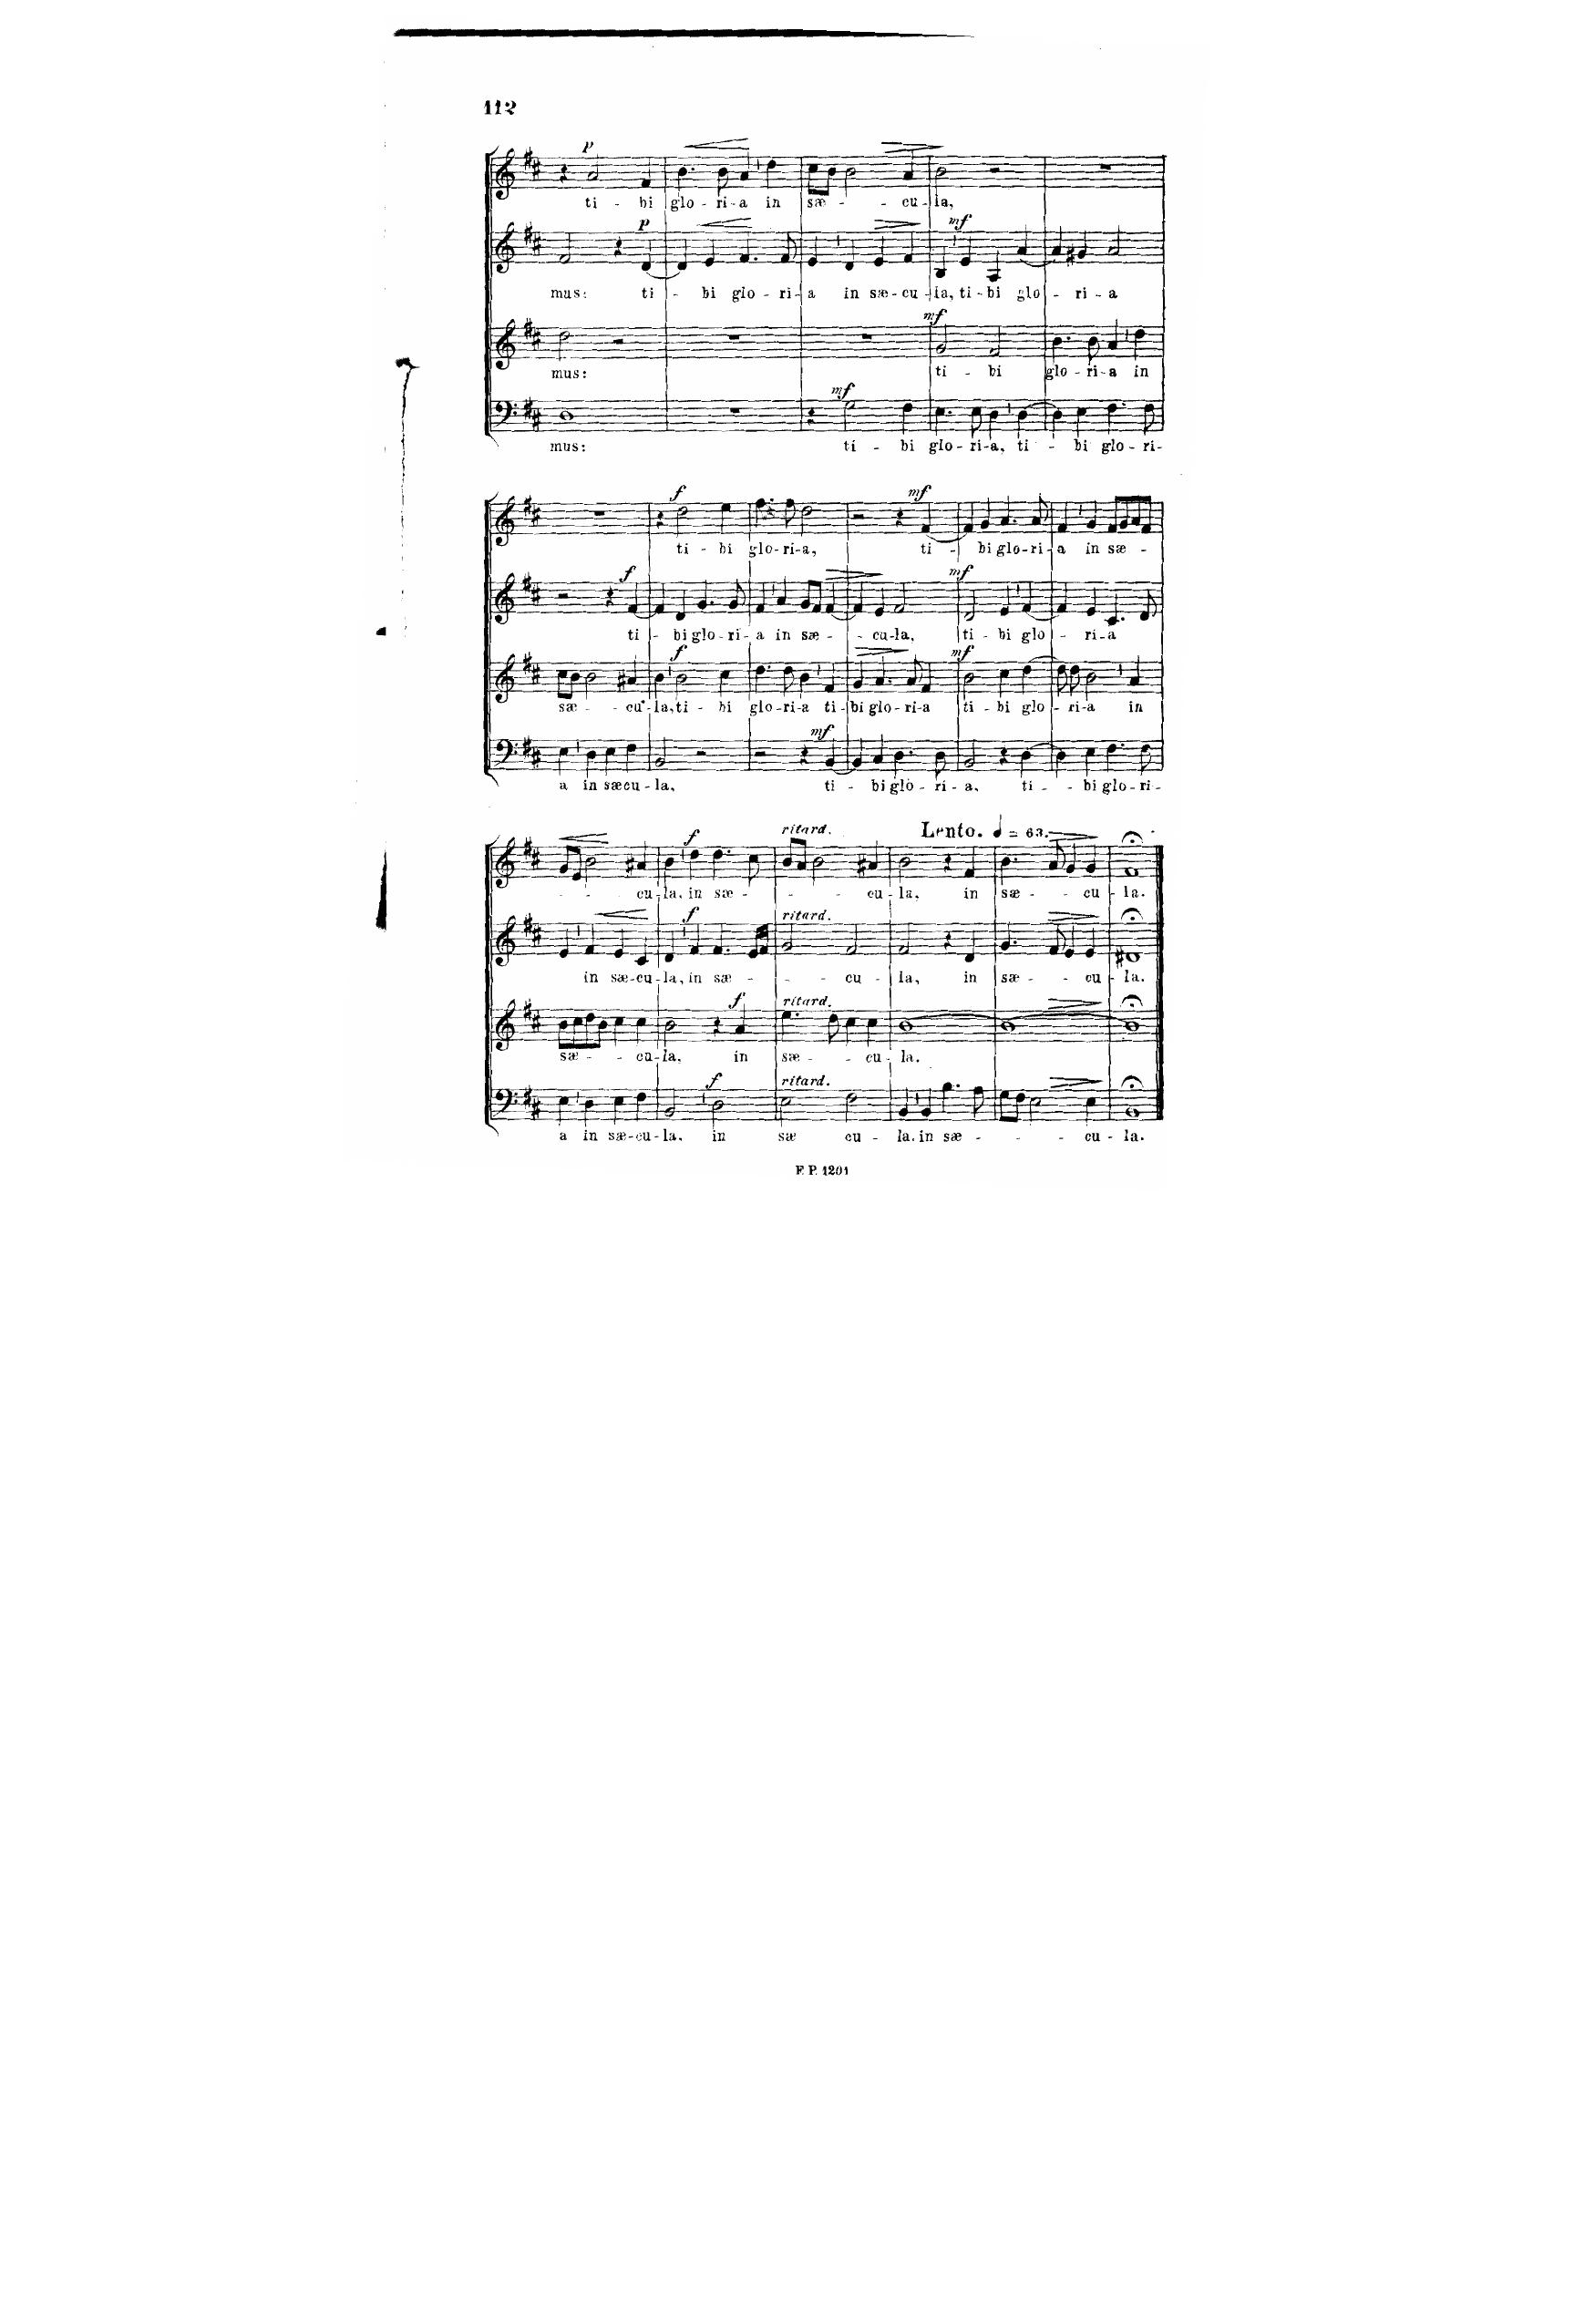 112
p
ti - bi glo - ri - a in sæ - - cu - la,
p mf
mus: ti - bi glo - ri - a in sæ - cu - la, ti - bi glo - ri - a
mf
mus: ti - bi glo - ri - a in
mf
mus: ti - bi glo - ri - a, ti - bi glo - ri -
f mf
ti - bi glo - ri - a, ti - bi glo - ri - a in sæ -
f mf
ti - bi glo - ri - a in sæ - - cu - la, ti - bi glo - ri - a
f mf
sæ - - cu - la, ti - bi glo - ri - a ti - bi glo - ri - a ti - bi glo - ri - a in
mf
a in sæcu - la, ti - bi glo - ri - a, ti - - bi glo - ri -
f ritard. Lento. ♩ = 63.
- - cu - la, in sæ - - - cu - la, in sæ - - cu - la.
f ritard.
in sæ - cu - la, in sæ - - - cu - la, in sæ - - cu - la.
f ritard.
sæ - - cu - la, in sæ - - cu - la.
f ritard.
a in sæ - cu - la, in sæ cu - la. in sæ - - - cu - la.
F. P. 1201